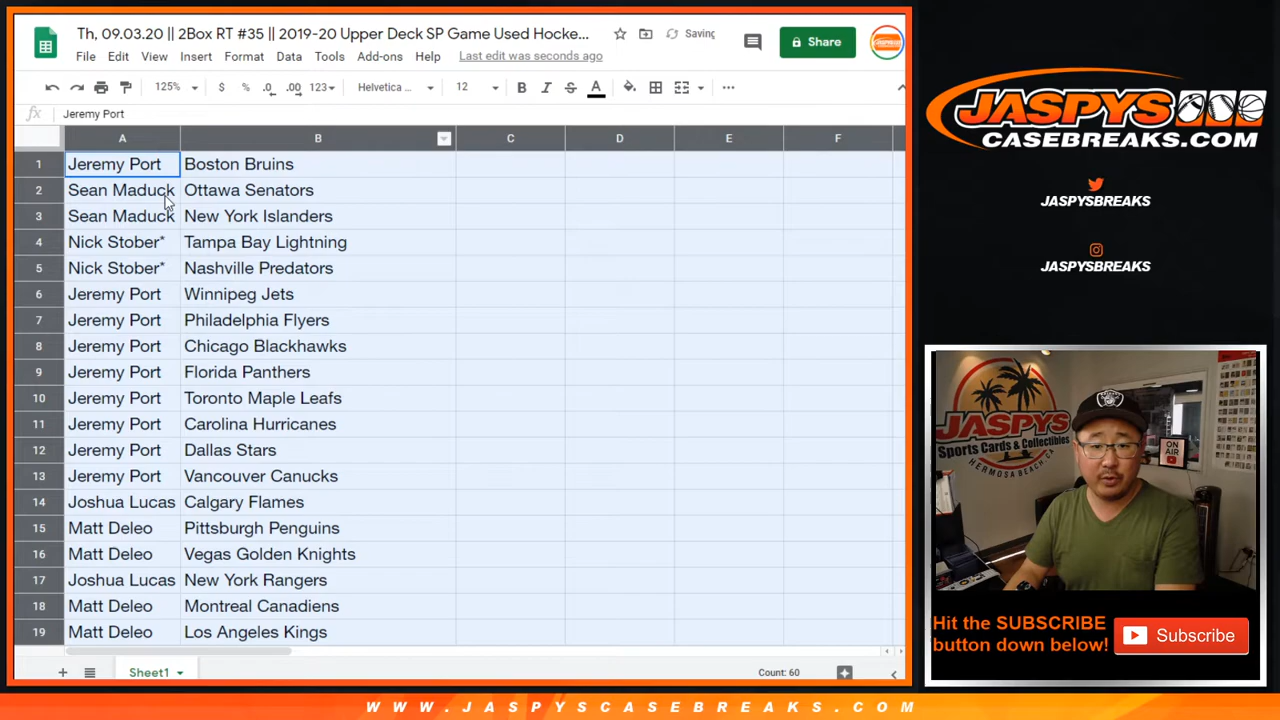 Th, 09.03.20 || 2Box RT #35 || 2019-20 Upper Deck SP Game Used Hocke...
Saving
Share
File Edit View Insert Format Data Tools Add-ons Help Last edit was seconds ago
125% $ % .0 .00 123 Helvetica ... 12 B I S A
fx Jeremy Port
A B C D E F
1 Jeremy Port Boston Bruins
2 Sean Maduck Ottawa Senators
3 Sean Maduck New York Islanders
4 Nick Stober* Tampa Bay Lightning
5 Nick Stober* Nashville Predators
6 Jeremy Port Winnipeg Jets
7 Jeremy Port Philadelphia Flyers
8 Jeremy Port Chicago Blackhawks
9 Jeremy Port Florida Panthers
10 Jeremy Port Toronto Maple Leafs
11 Jeremy Port Carolina Hurricanes
12 Jeremy Port Dallas Stars
13 Jeremy Port Vancouver Canucks
14 Joshua Lucas Calgary Flames
15 Matt Deleo Pittsburgh Penguins
16 Matt Deleo Vegas Golden Knights
17 Joshua Lucas New York Rangers
18 Matt Deleo Montreal Canadiens
19 Matt Deleo Los Angeles Kings
Sheet1
Count: 60
JASPYS
CASEBREAKS.COM
JASPYSBREAKS
JASPYSBREAKS
JASPYS
Sports Cards & Collectibles
HERMOSA BEACH, CA
ON AIR
Hit the SUBSCRIBE
button down below!
Subscribe
WWW.JASPYSCASEBREAKS.COM